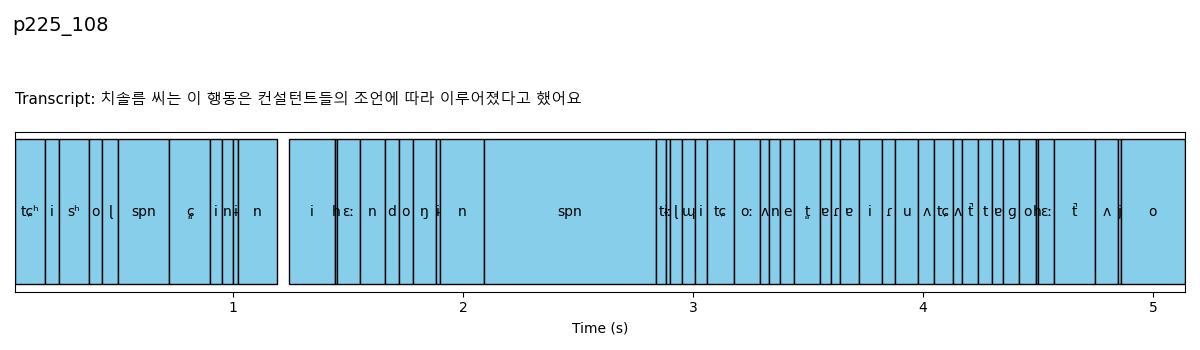 p225_108
Transcript: 치솔름 씨는 이 행동은 컨설턴트들의 조언에 따라 이루어졌다고 했어요
tɕʰ i sʰ o ɭ spn ɕ͈ i n ɨ n i h ɛː n d o ŋ ɨ n spn t ɨː ɭ ɰ i tɕ oː ʌ n e t͈ ɐ ɾ ɐ i ɾ u ʌ tɕ ʌ t̚ t ɐ ɡ o h ɛː t̚ ʌ j o
1 2 3 4 5
Time (s)